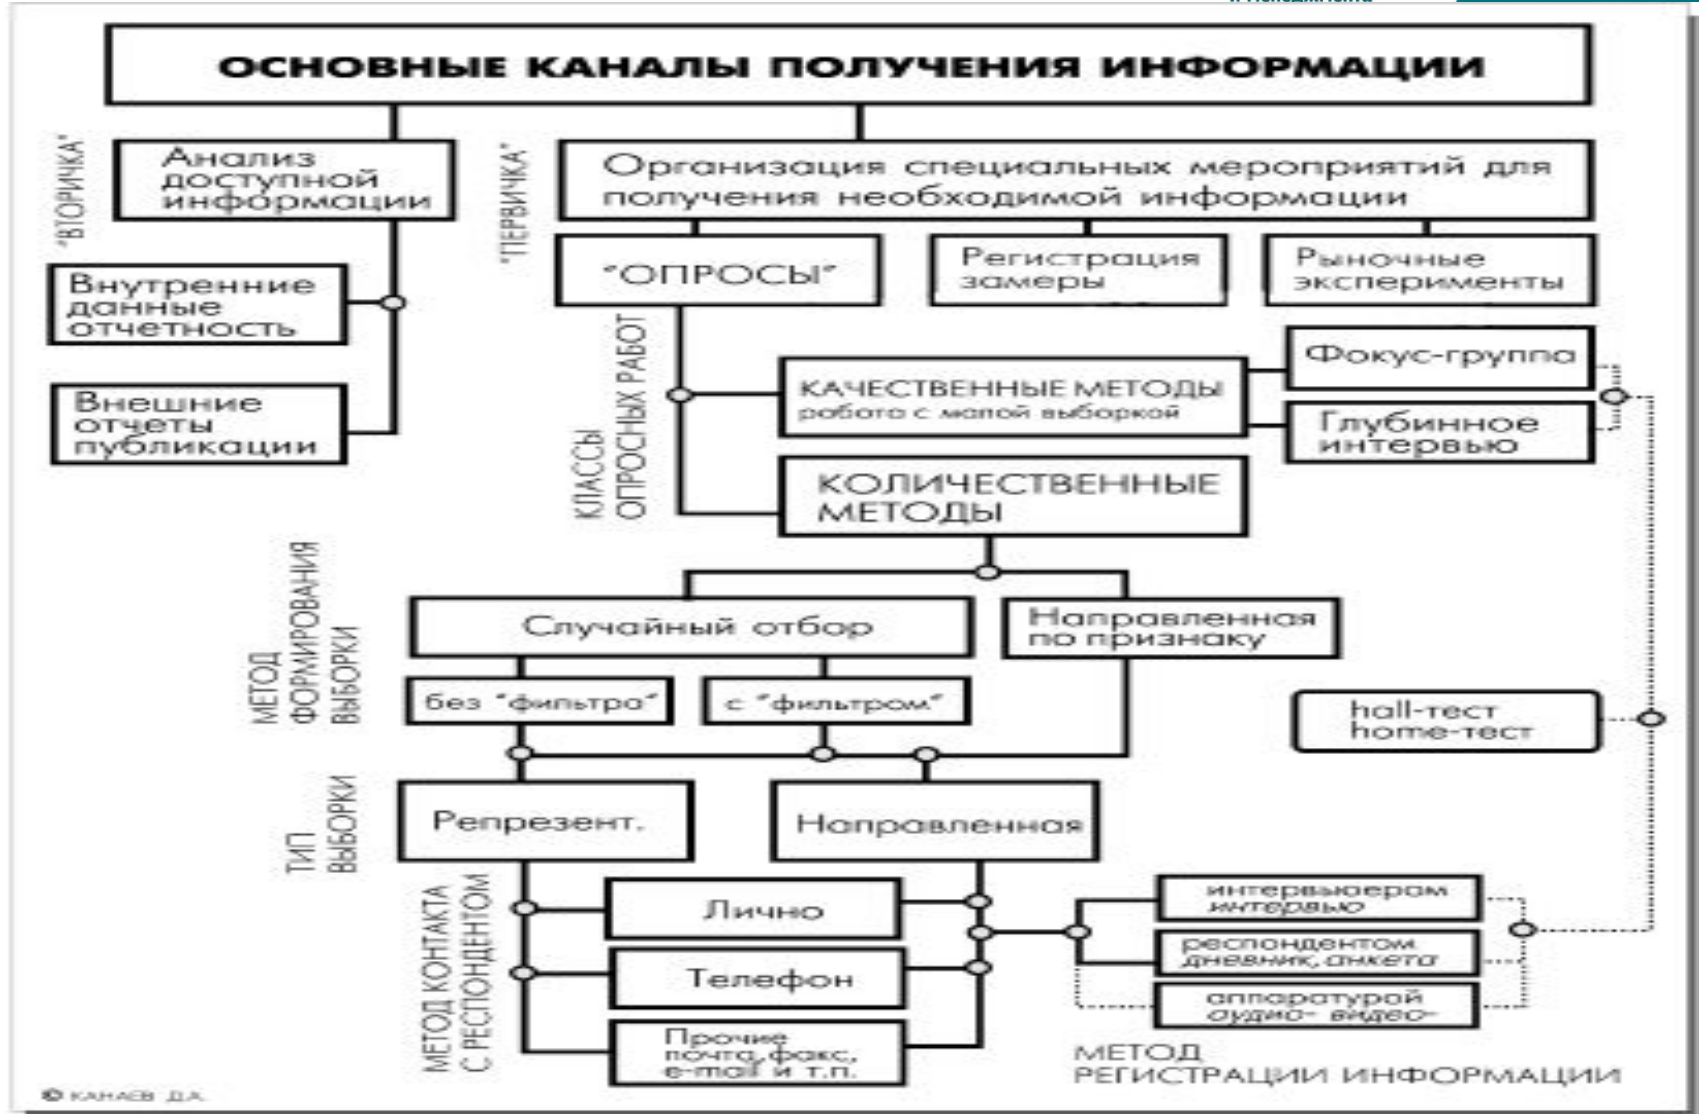 ОСНОВНЫЕ КАНАЛЫ ПОЛУЧЕНИЯ ИНФОРМАЦИИ
"ВТОРИЧКА"
Анализ
доступной
информации
"ПЕРВИЧКА"
Организация специальных мероприятий для
получения необходимой информации
Внутренние
данные
отчетность
Внешние
отчеты
публикации
"ОПРОСЫ"
Регистрация
замеры
Рыночные
эксперименты
КЛАССЫ
ОПРОСНЫХ РАБОТ
КАЧЕСТВЕННЫЕ МЕТОДЫ
работа с малой выборкой
Фокус-группа
Глубинное
интервью
КОЛИЧЕСТВЕННЫЕ
МЕТОДЫ
МЕТОД
ФОРМИРОВАНИЯ
ВЫБОРКИ
Случайный отбор
Направленная
по признаку
без "фильтра"
с "фильтром"
hall-тест
home-тест
ТИП
ВЫБОРКИ
Репрезент.
Направленная
МЕТОД КОНТАКТА
С РЕСПОНДЕНТОМ
Лично
Телефон
Прочие
почта, факс,
e-mail и т.п.
интервьюером
интервью
респондентом
дневник, анкета
аппаратурой
аудио- видео-
МЕТОД
РЕГИСТРАЦИИ ИНФОРМАЦИИ
© КАНАЕВ Д.А.